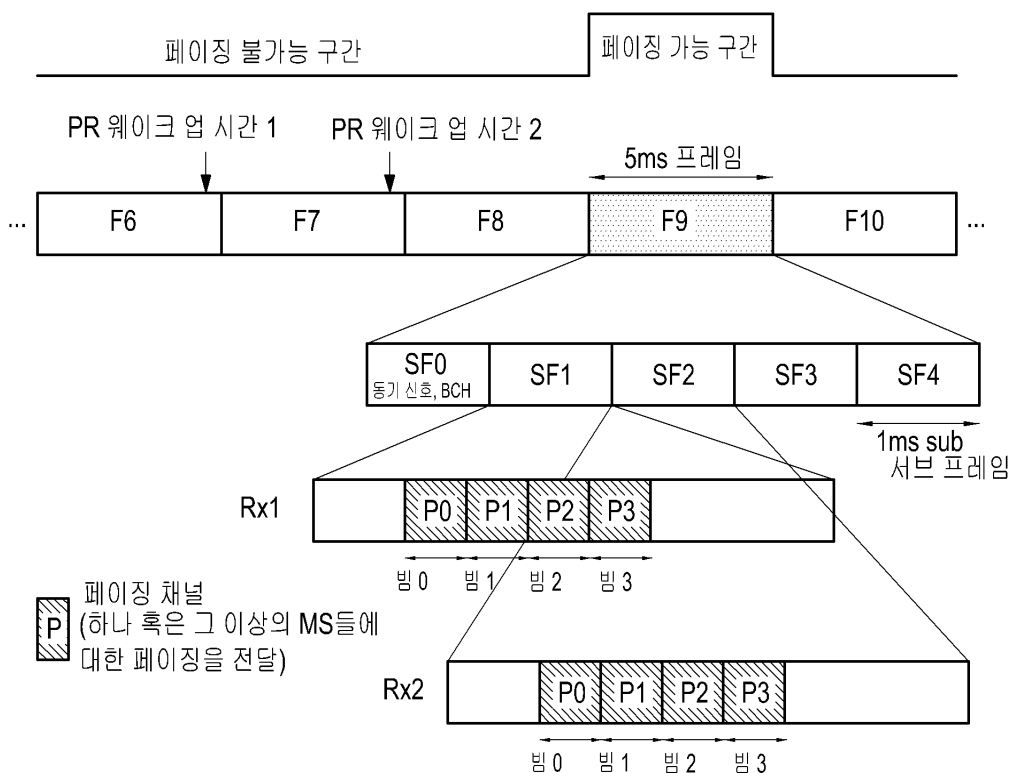 페이징 불가능 구간
페이징 가능 구간
PR 웨이크 업 시간 1
PR 웨이크 업 시간 2
5ms 프레임
... F6 F7 F8 F9 F10 ...
SF0 SF1 SF2 SF3 SF4
동기 신호, BCH
1ms sub
서브 프레임
Rx1 P0 P1 P2 P3
빔 0 빔 1 빔 2 빔 3
페이징 채널
P (하나 혹은 그 이상의 MS들에
대한 페이징을 전달)
Rx2 P0 P1 P2 P3
빔 0 빔 1 빔 2 빔 3